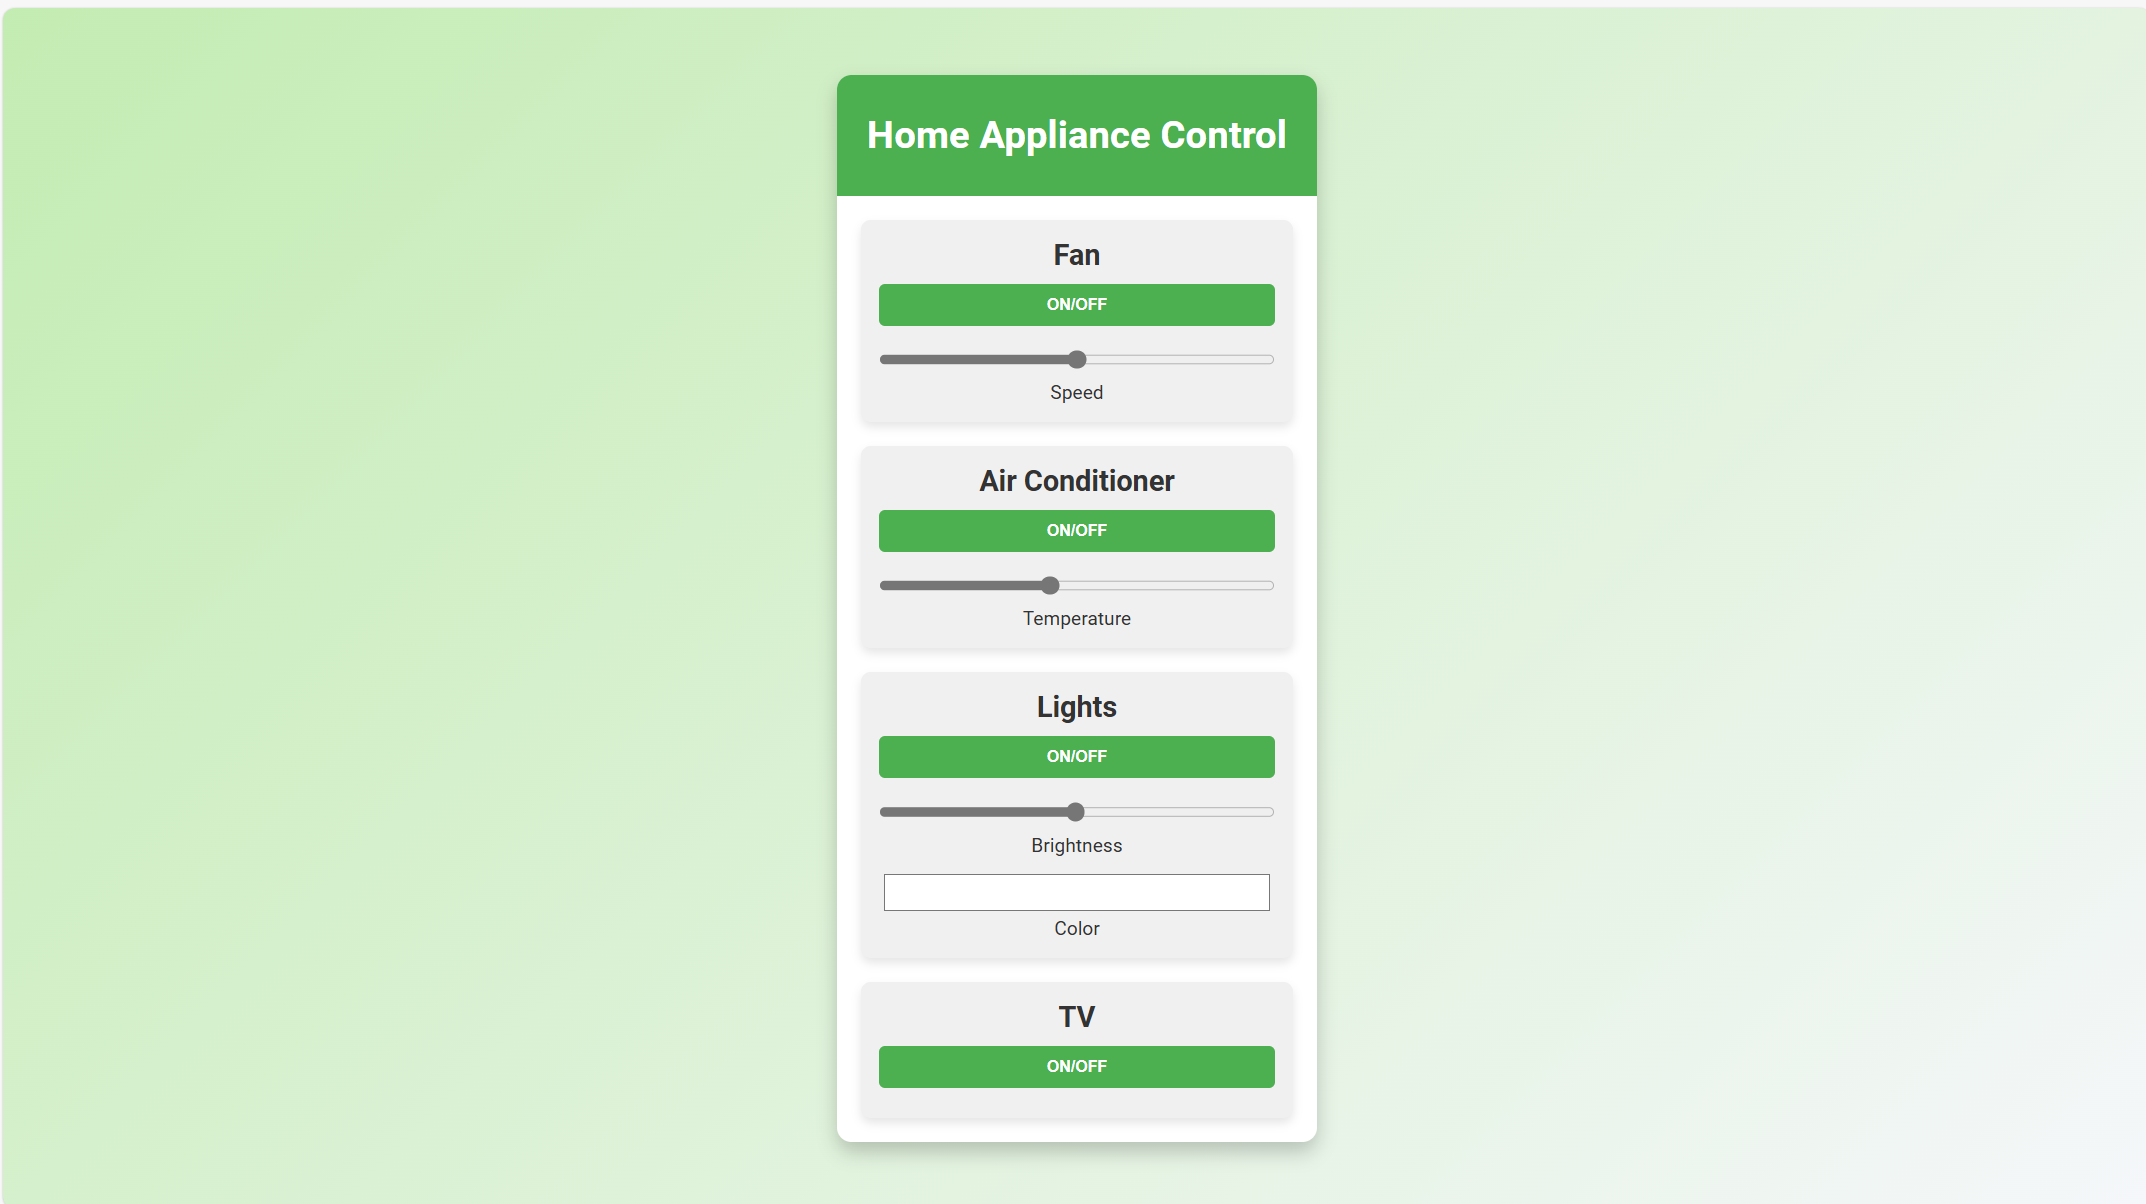 Home Appliance Control
Fan
ON/OFF
Speed
Air Conditioner
ON/OFF
Temperature
Lights
ON/OFF
Brightness
Color
TV
ON/OFF